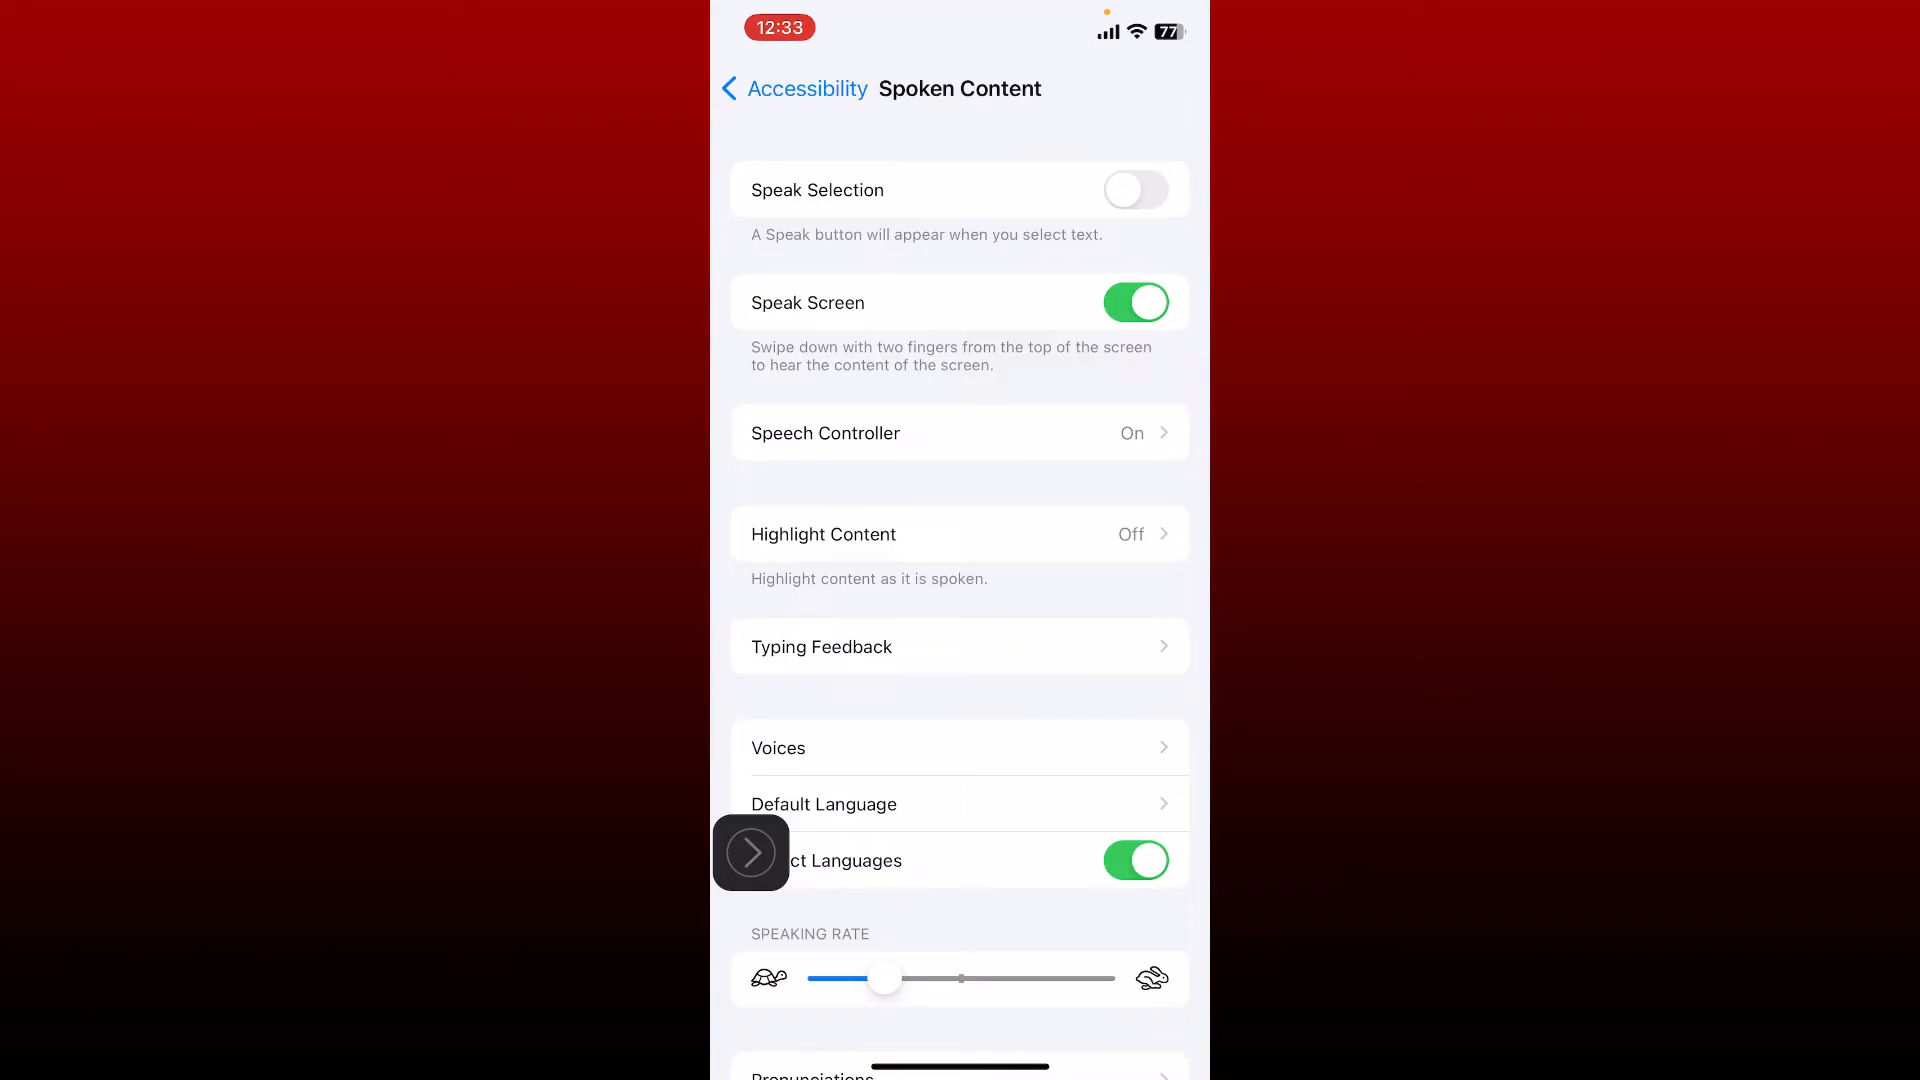 12:33
77
Accessibility Spoken Content
Speak Selection
A Speak button will appear when you select text.
Speak Screen
Swipe down with two fingers from the top of the screen
to hear the content of the screen.
Speech Controller On
Highlight Content Off
Highlight content as it is spoken.
Typing Feedback
Voices
Default Language
ct Languages
SPEAKING RATE
Pronunciations